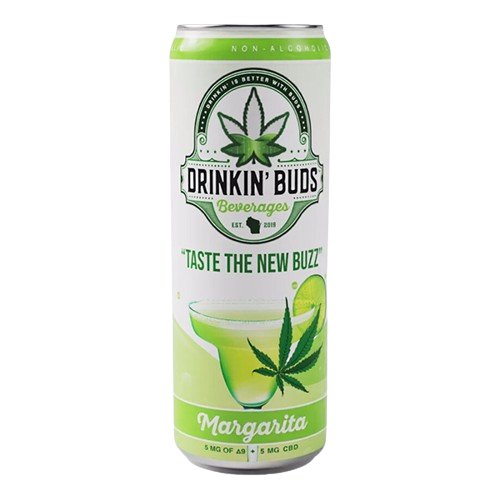 NON-ALCOHOLIC
DRINKIN' IS BETTER WITH BUDS
DRINKIN' BUDS
Beverages
EST. 2019
"TASTE THE NEW BUZZ"
Margarita
5 MG OF Δ9 + 5 MG CBD